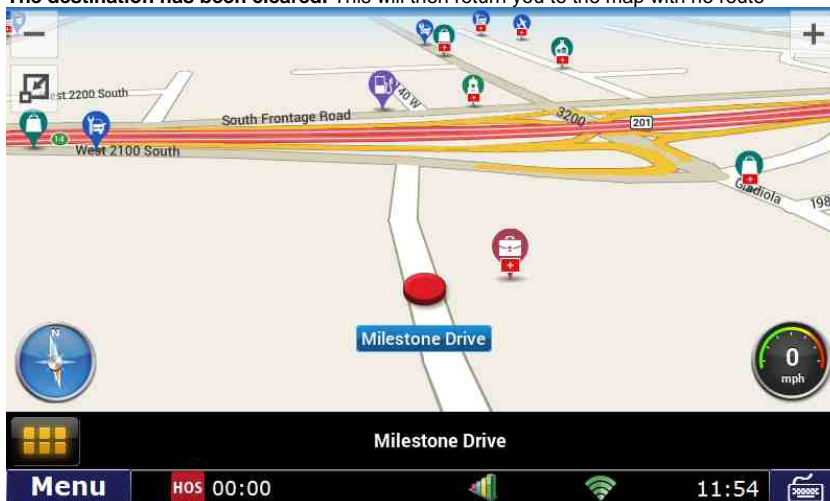 The destination has been cleared. This will then return you to the map with no route
West 2200 South
40 W
South Frontage Road
3200
201
14
West 2100 South
Gladiola
198
Milestone Drive
N
0
mph
Milestone Drive
Menu
HOS 00:00
11:54